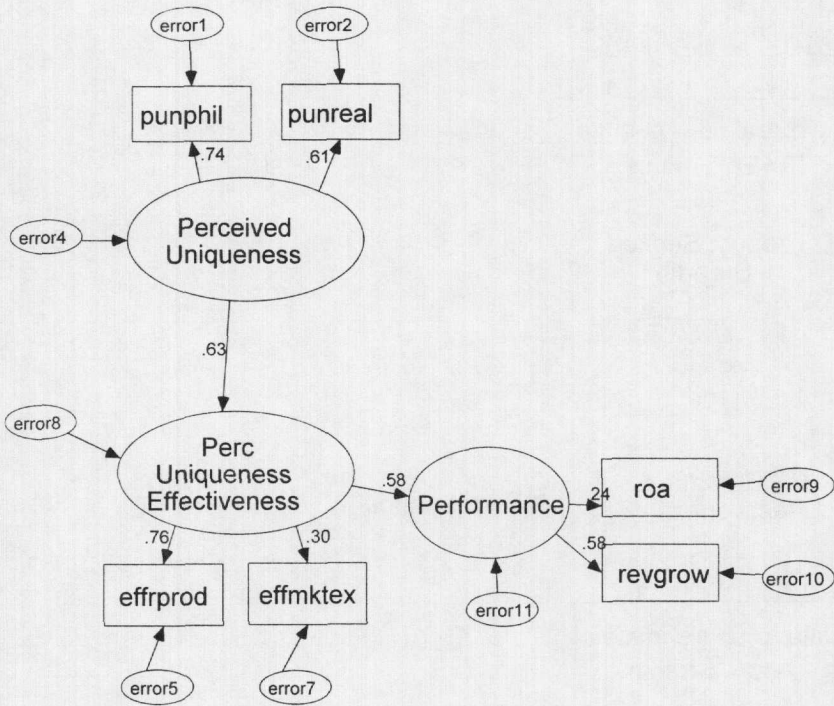 error1
error2
punphil
punreal
.74
.61
Perceived
Uniqueness
error4
.63
error8
Perc
Uniqueness
Effectiveness
.58
Performance
.24
roa
error9
.58
revgrow
error10
.76
.30
effrprod
effmktex
error11
error5
error7